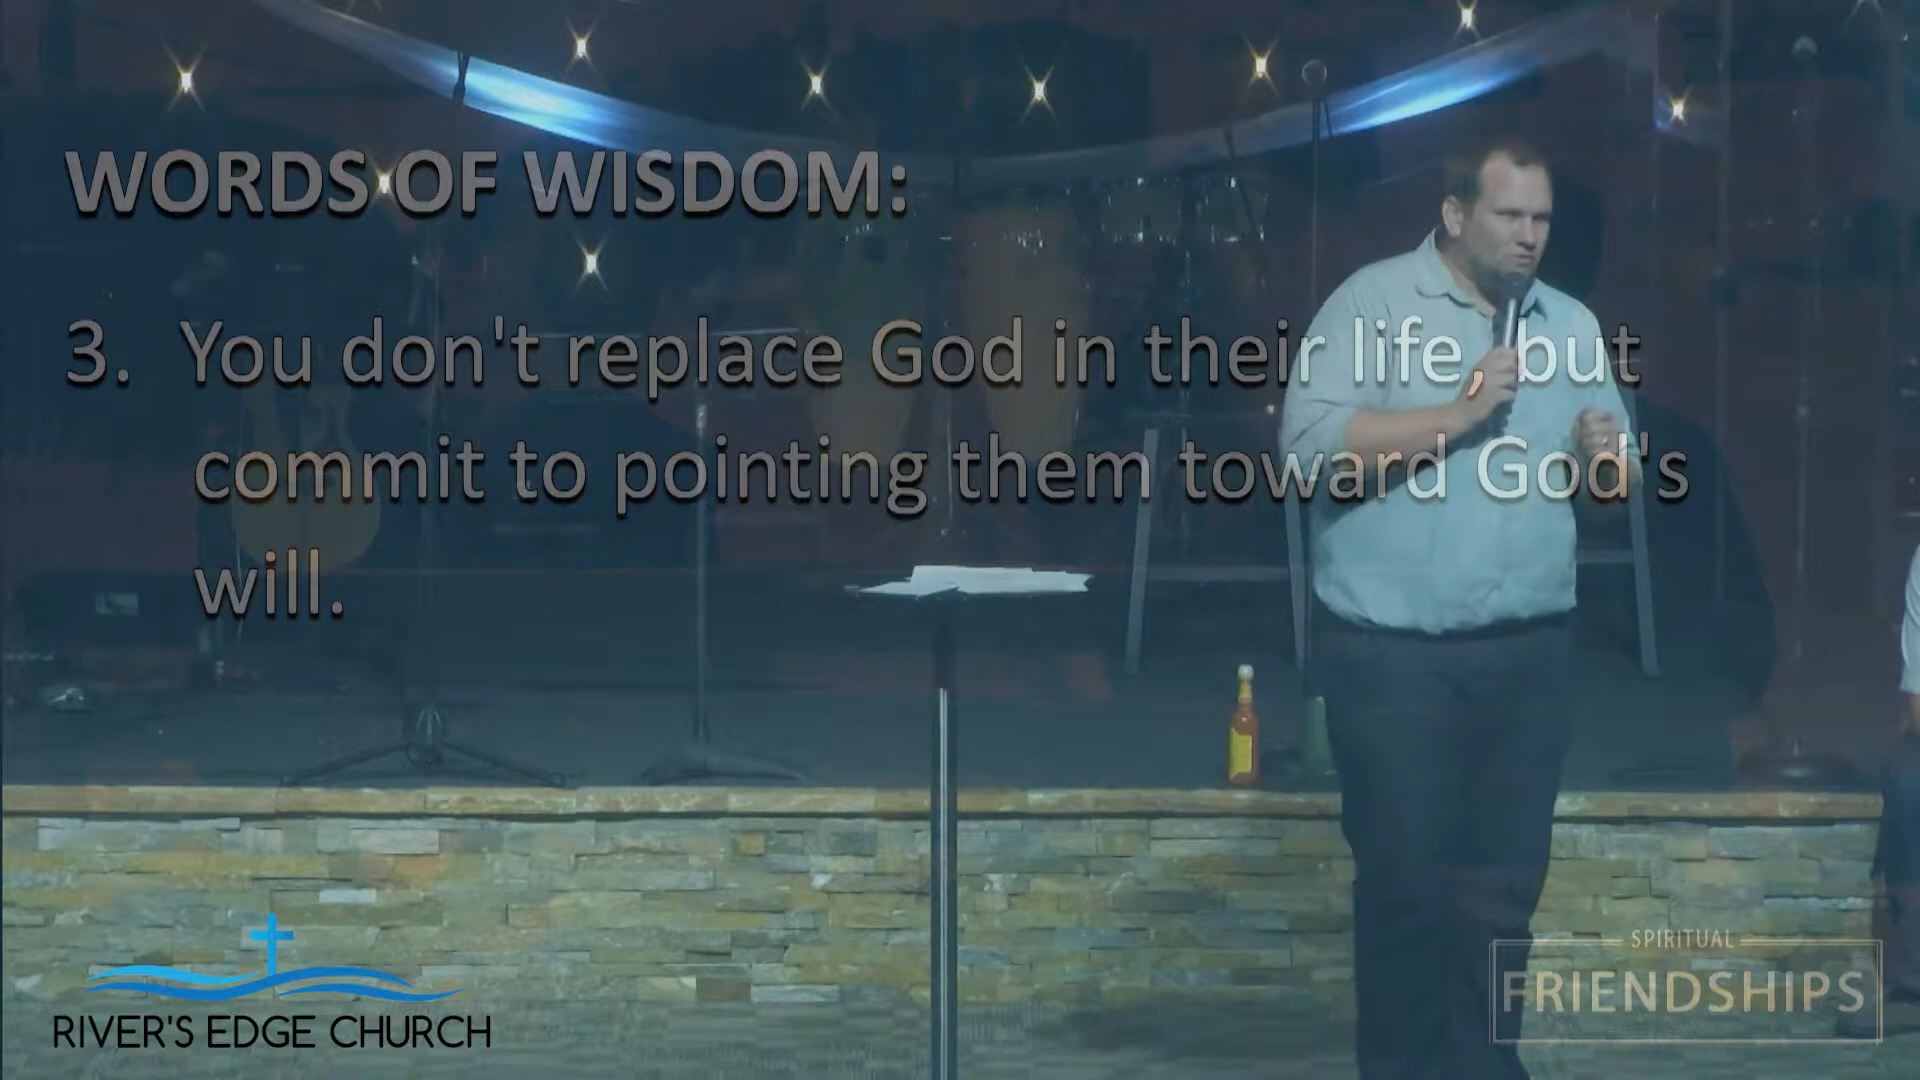 WORDS OF WISDOM:
3. You don't replace God in their life, but
commit to pointing them toward God's
will.
RIVER'S EDGE CHURCH
SPIRITUAL
FRIENDSHIPS